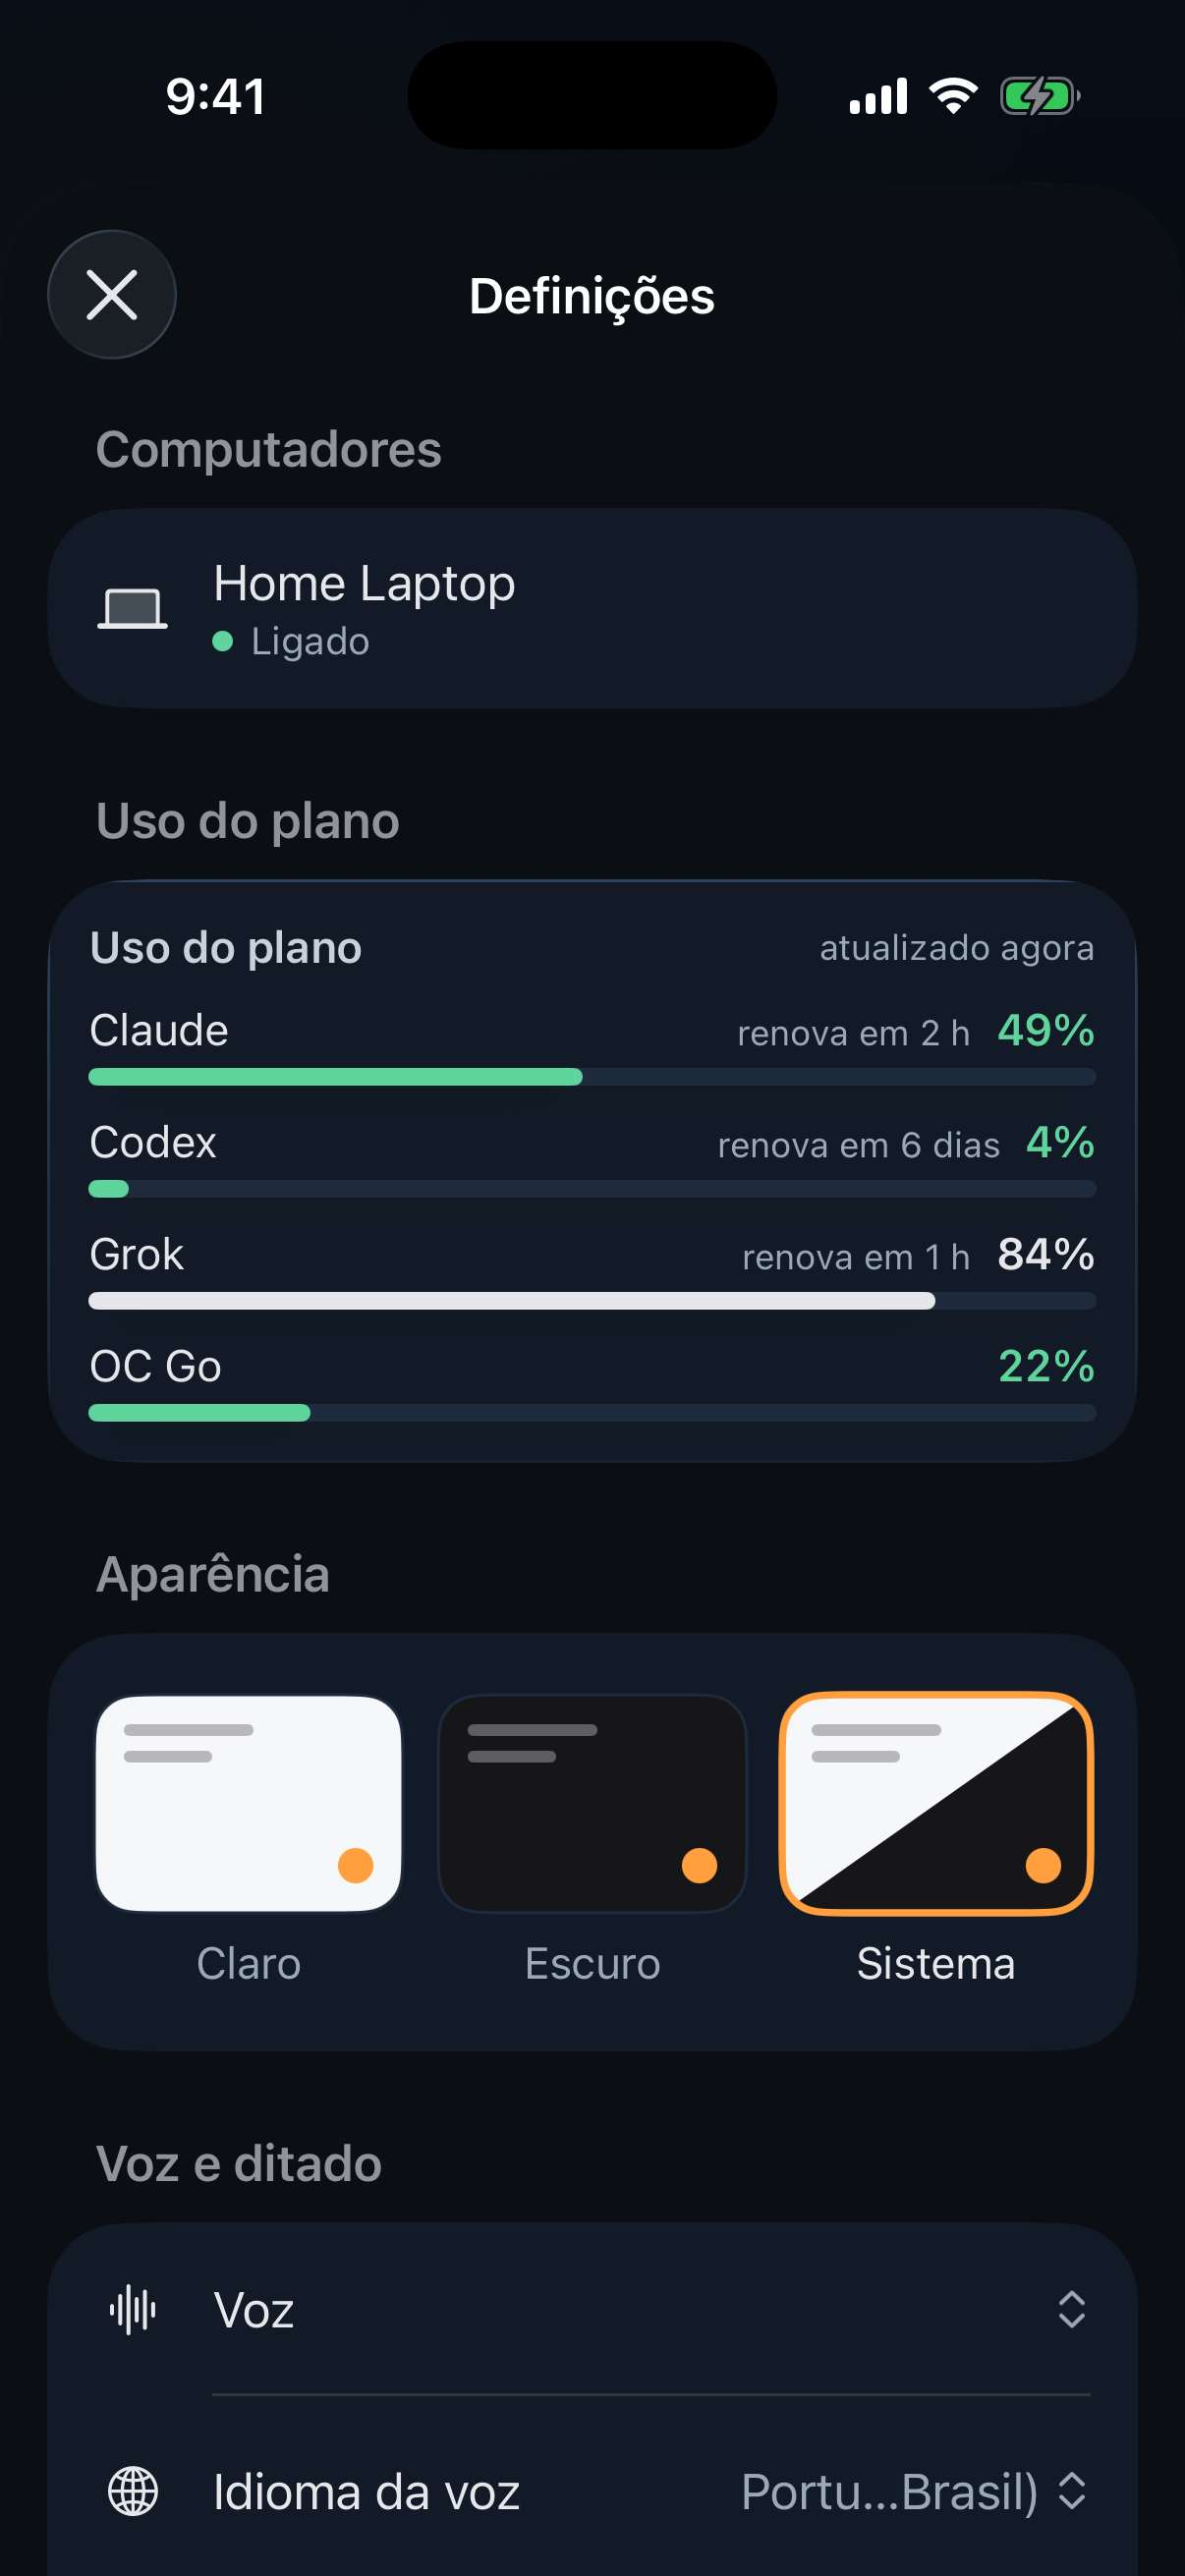 9:41
Definições
Computadores
Home Laptop
Ligado
Uso do plano
Uso do plano atualizado agora
Claude renova em 2 h 49%
Codex renova em 6 dias 4%
Grok renova em 1 h 84%
OC Go 22%
Aparência
Claro Escuro Sistema
Voz e ditado
Voz
Idioma da voz Portu...Brasil)